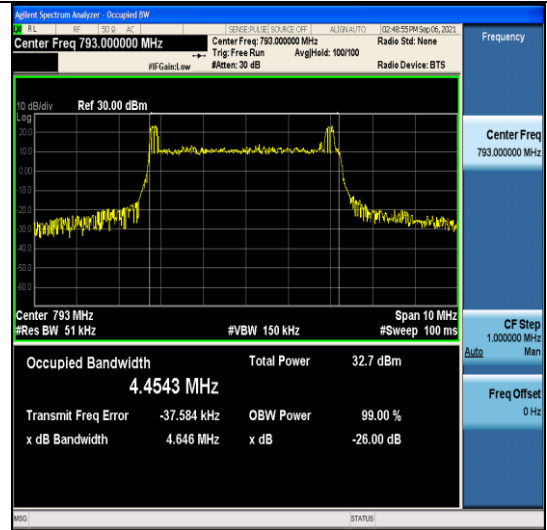 Agilent Spectrum Analyzer - Occupied BW
RL RF 50 Ω AC SENSE:PULSE SOURCE OFF ALIGNAUTO 02:48:55PM Sep 06, 2021
Center Freq 793.000000 MHz
Center Freq: 793.000000 MHz
Radio Std: None
Trig: Free Run Avg|Hold: 100/100
#IFGain:Low #Atten: 30 dB Radio Device: BTS
Frequency
10 dB/div Ref 30.00 dBm
Log
20.0
10.0
0.00
-10.0
-20.0
-30.0
-40.0
-50.0
-60.0
Center Freq
793.000000 MHz
Center 793 MHz Span 10 MHz
#Res BW 51 kHz #VBW 150 kHz #Sweep 100 ms
CF Step
1.000000 MHz
Auto Man
Occupied Bandwidth Total Power 32.7 dBm
4.4543 MHz
Transmit Freq Error -37.584 kHz OBW Power 99.00 %
x dB Bandwidth 4.646 MHz x dB -26.00 dB
Freq Offset
0 Hz
MSG STATUS